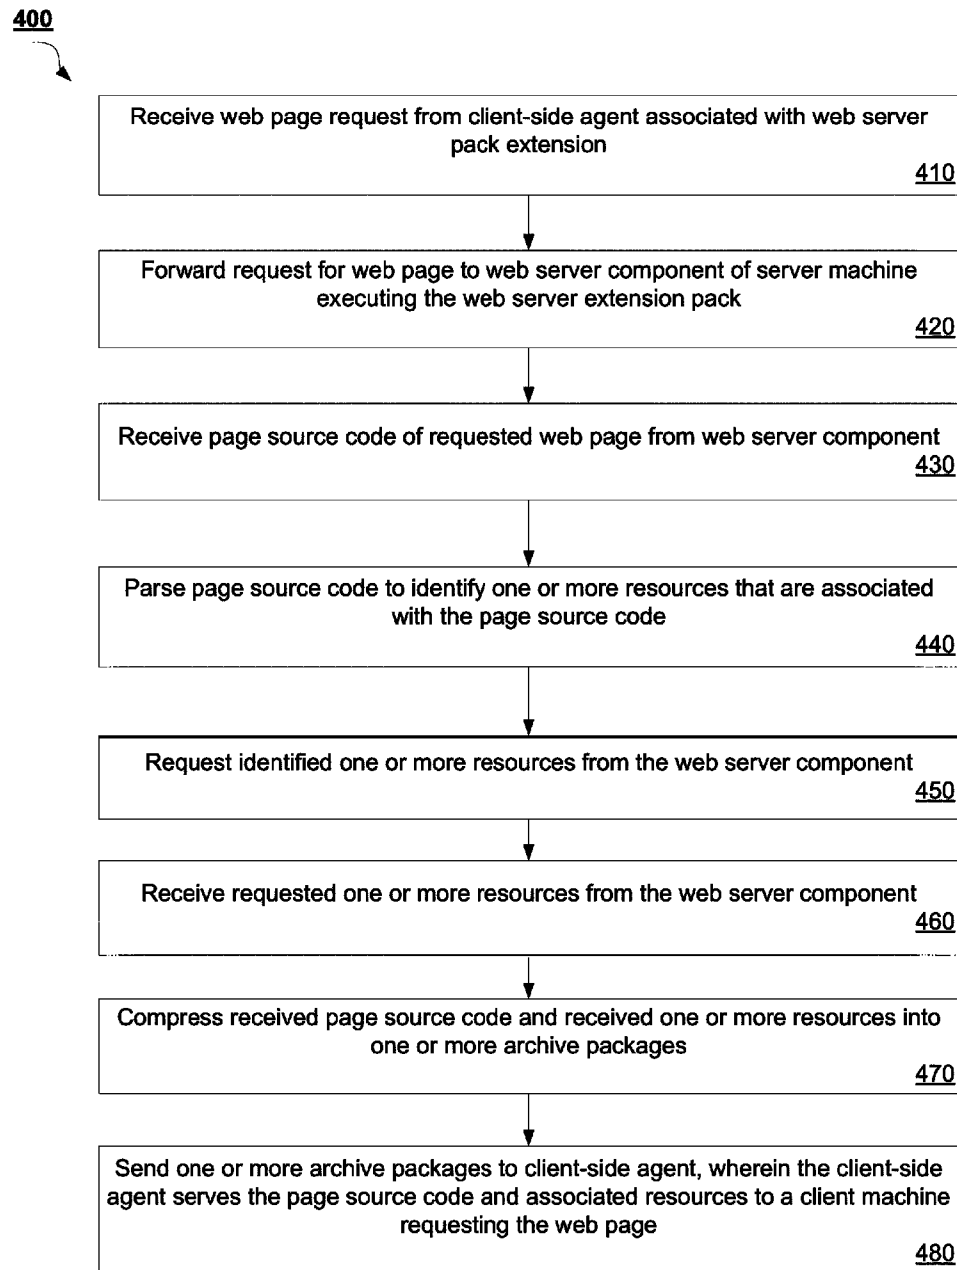 400
Receive web page request from client-side agent associated with web server
pack extension
410
Forward request for web page to web server component of server machine
executing the web server extension pack
420
Receive page source code of requested web page from web server component
430
Parse page source code to identify one or more resources that are associated
with the page source code
440
Request identified one or more resources from the web server component
450
Receive requested one or more resources from the web server component
460
Compress received page source code and received one or more resources into
one or more archive packages
470
Send one or more archive packages to client-side agent, wherein the client-side
agent serves the page source code and associated resources to a client machine
requesting the web page
480